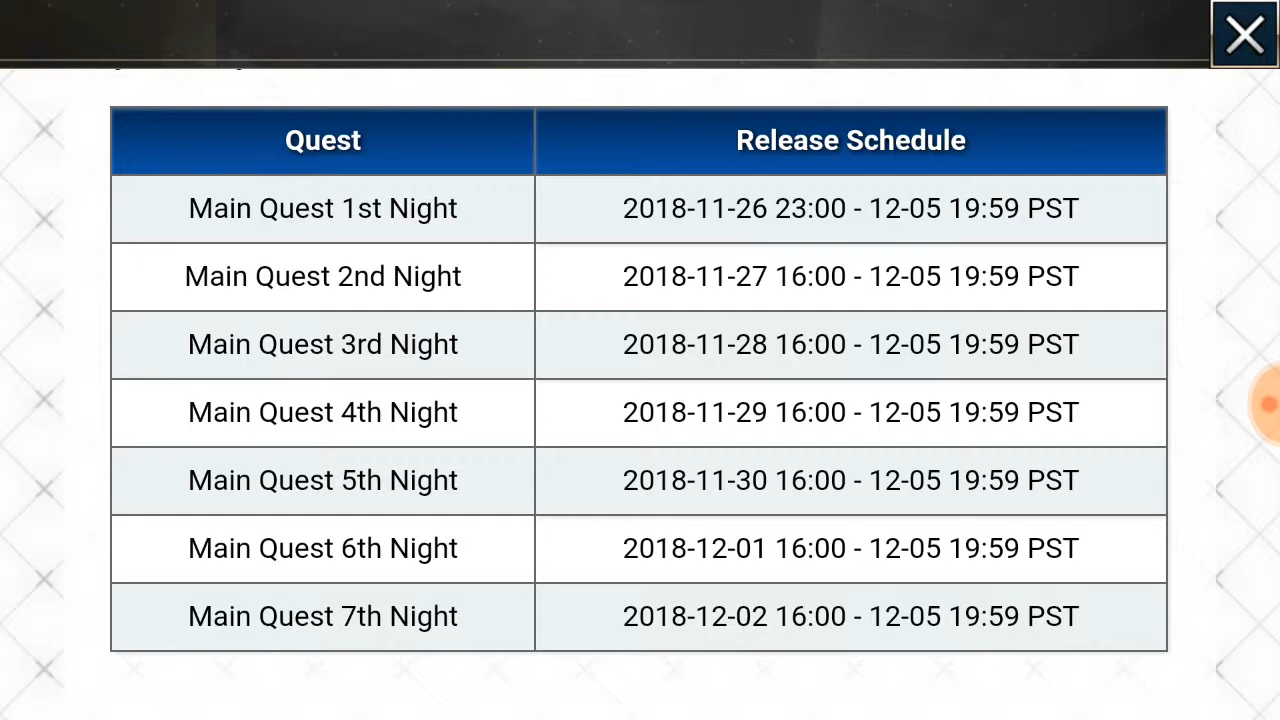 Quest Release Schedule
Main Quest 1st Night 2018-11-26 23:00 - 12-05 19:59 PST
Main Quest 2nd Night 2018-11-27 16:00 - 12-05 19:59 PST
Main Quest 3rd Night 2018-11-28 16:00 - 12-05 19:59 PST
Main Quest 4th Night 2018-11-29 16:00 - 12-05 19:59 PST
Main Quest 5th Night 2018-11-30 16:00 - 12-05 19:59 PST
Main Quest 6th Night 2018-12-01 16:00 - 12-05 19:59 PST
Main Quest 7th Night 2018-12-02 16:00 - 12-05 19:59 PST